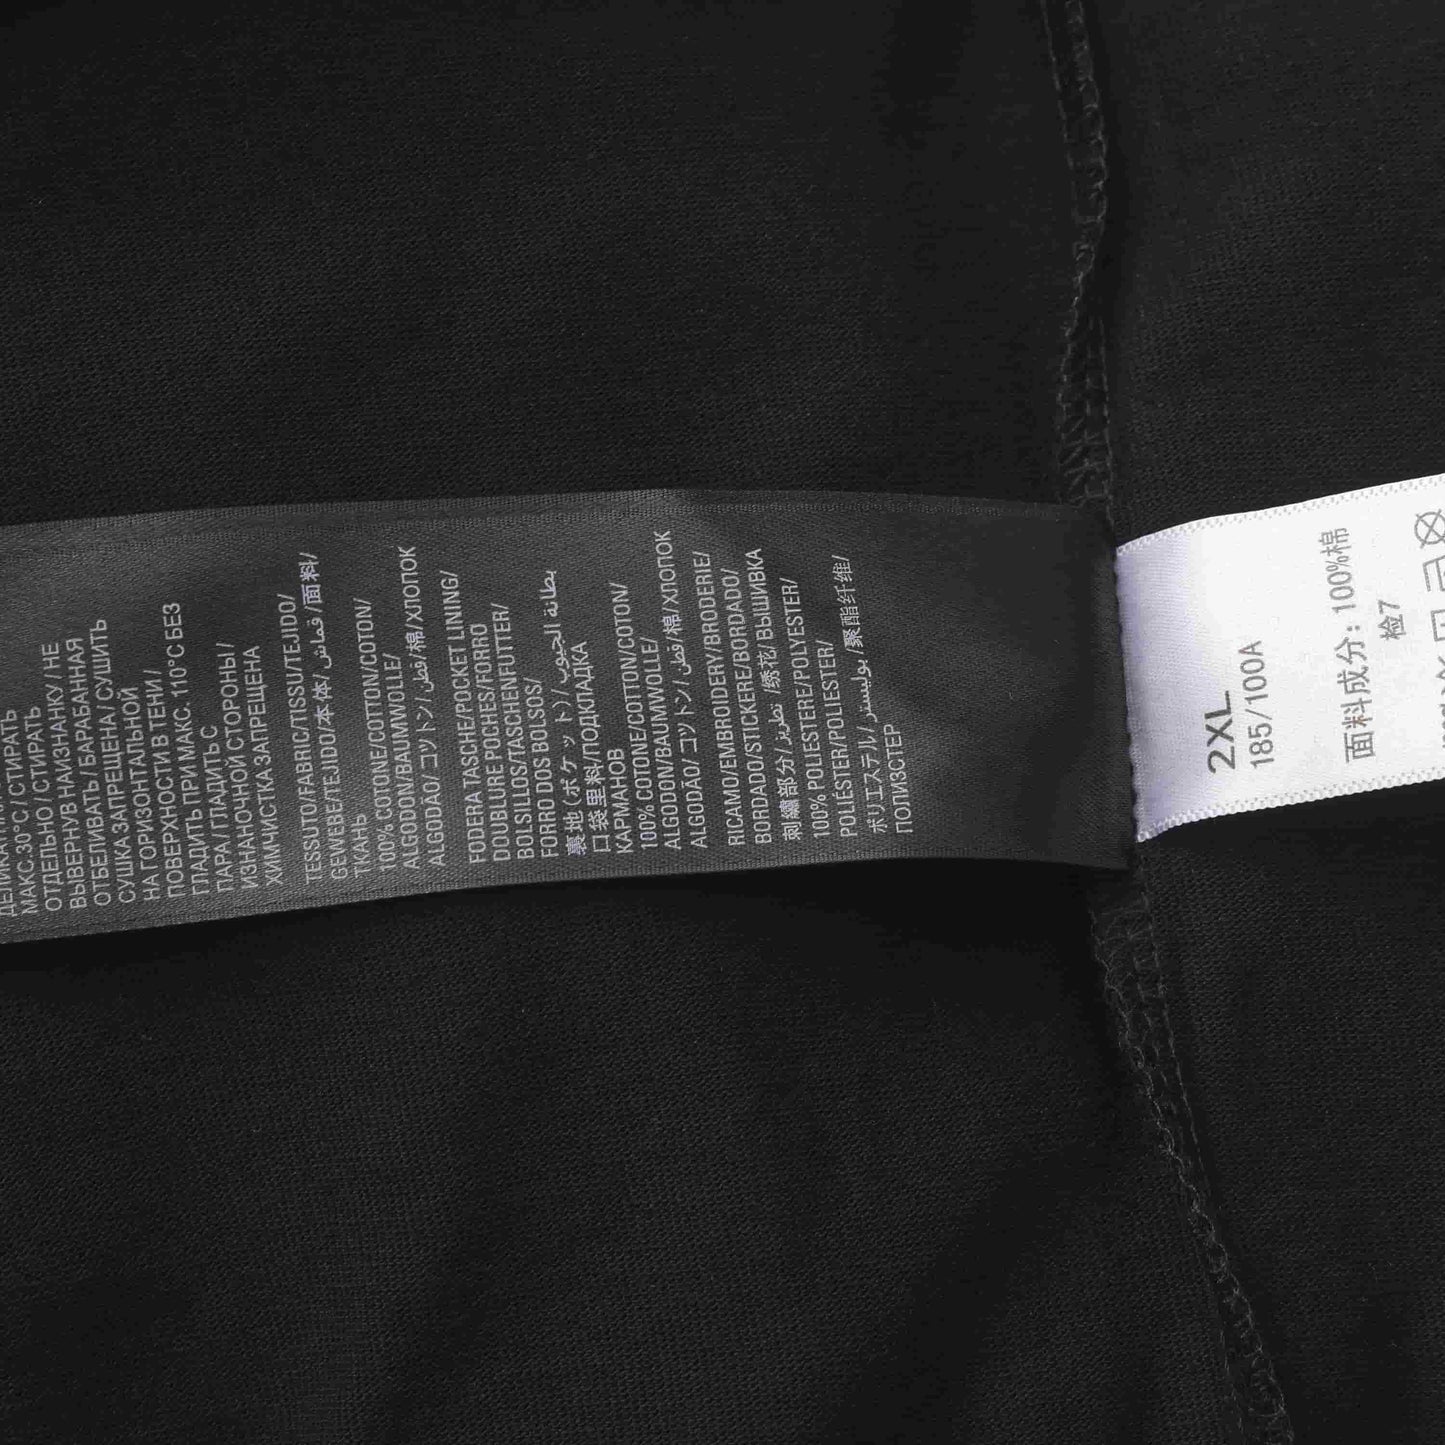 МАКС.30°C / СТИРАТЬ
ОТДЕЛЬНО / СТИРАТЬ
ВЫВЕРНУВ НАИЗНАНКУ / НЕ
ОТБЕЛИВАТЬ / БАРАБАННАЯ
СУШКА ЗАПРЕЩЕНА / СУШИТЬ
НА ГОРИЗОНТАЛЬНОЙ
ПОВЕРХНОСТИ В ТЕНИ /
ГЛАДИТЬ ПРИ МАКС. 110°C БЕЗ
ПАРА / ГЛАДИТЬ С
ИЗНАНОЧНОЙ СТОРОНЫ /
ХИМЧИСТКА ЗАПРЕЩЕНА
TESSUTO/FABRIC/TISSU/TEJIDO/
GEWEBE/TEJIDO/本体/ قماش /面料/
ТКАНЬ
100% COTONE/COTTON/COTON/
ALGODON/BAUMWOLLE/
ALGODÃO/ コットン/ قطن /棉/ХЛОПОК
FODERA TASCHE/POCKET LINING/
DOUBLURE POCHES/FORRO
BOLSILLOS/TASCHENFUTTER/
FORRO DOS BOLSOS/
裏地(ポケット)/ بطانة الجيوب/
口袋里料/ПОДКЛАДКА
КАРМАНОВ
100% COTONE/COTTON/COTON/
ALGODON/BAUMWOLLE/
ALGODÃO/ コットン/ قطن /棉/ХЛОПОК
RICAMO/EMBROIDERY/BRODERIE/
BORDADO/STICKEREI/BORDADO/
刺繍部分/ تطريز /绣花/ ВЫШИВКА
100% POLIESTERE/POLYESTER/
POLIÉSTER/POLIESTER/
ポリエステル/ بوليستر /聚酯纤维/
ПОЛИЭСТЕР
2XL
185/100A
面料成分：100%棉
检7